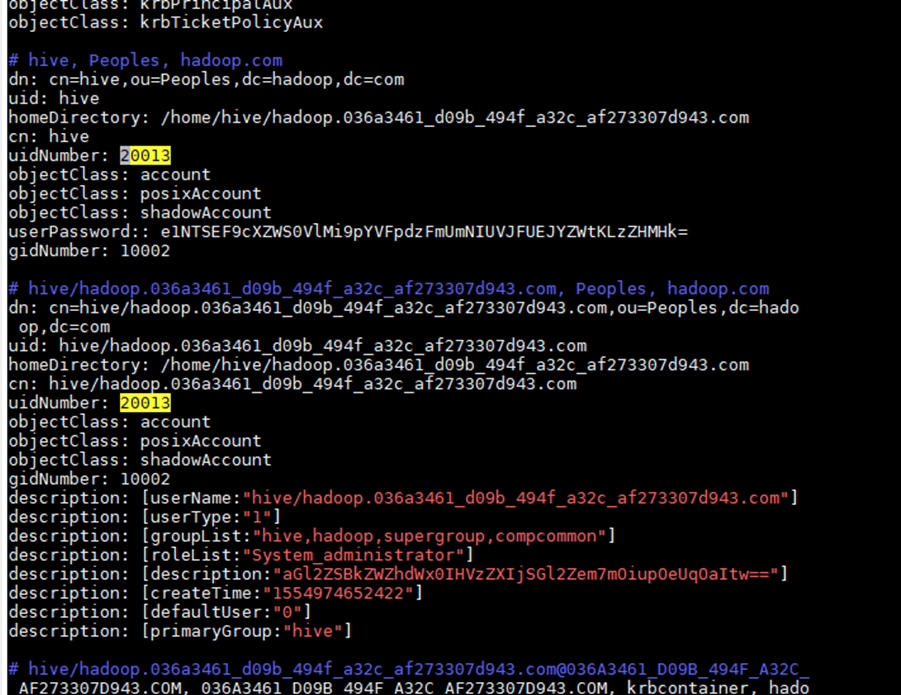 objectClass: krbPrincipalAux
objectClass: krbTicketPolicyAux
# hive, Peoples, hadoop.com
dn: cn=hive,ou=Peoples,dc=hadoop,dc=com
uid: hive
homeDirectory: /home/hive/hadoop.036a3461_d09b_494f_a32c_af273307d943.com
cn: hive
uidNumber: 20013
objectClass: account
objectClass: posixAccount
objectClass: shadowAccount
userPassword:: e1NTSEF9cXZWS0VlMi9pYVFpdzFmUmNIUVJFUEJYZWtKLzZHMHk=
gidNumber: 10002
# hive/hadoop.036a3461_d09b_494f_a32c_af273307d943.com, Peoples, hadoop.com
dn: cn=hive/hadoop.036a3461_d09b_494f_a32c_af273307d943.com,ou=Peoples,dc=hado
op,dc=com
uid: hive/hadoop.036a3461_d09b_494f_a32c_af273307d943.com
homeDirectory: /home/hive/hadoop.036a3461_d09b_494f_a32c_af273307d943.com
cn: hive/hadoop.036a3461_d09b_494f_a32c_af273307d943.com
uidNumber: 20013
objectClass: account
objectClass: posixAccount
objectClass: shadowAccount
gidNumber: 10002
description: [userName:"hive/hadoop.036a3461_d09b_494f_a32c_af273307d943.com"]
description: [userType:"1"]
description: [groupList:"hive,hadoop,supergroup,compcommon"]
description: [roleList:"System_administrator"]
description: [description:"aGl2ZSBkZWZhdWx0IHVzZXIjSGl2Zem7mOiupOeUqOaItw=="]
description: [createTime:"1554974652422"]
description: [defaultUser:"0"]
description: [primaryGroup:"hive"]
# hive/hadoop.036a3461_d09b_494f_a32c_af273307d943.com@036A3461_D09B_494F_A32C_
AF273307D943.COM, 036A3461_D09B_494F_A32C_AF273307D943.COM, krbcontainer, hado